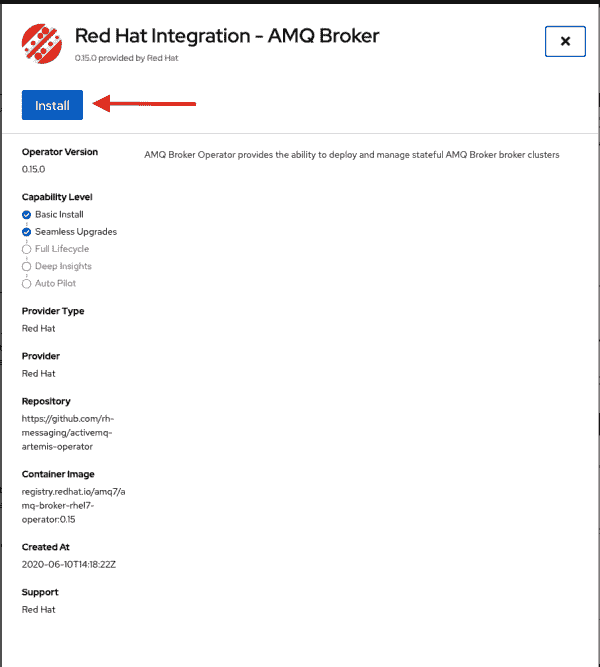 Red Hat Integration - AMQ Broker
0.15.0 provided by Red Hat
Install
Operator Version
0.15.0
AMQ Broker Operator provides the ability to deploy and manage stateful AMQ Broker broker clusters
Capability Level
Basic Install
Seamless Upgrades
Full Lifecycle
Deep Insights
Auto Pilot
Provider Type
Red Hat
Provider
Red Hat
Repository
https://github.com/rh-
messaging/activemq-
artemis-operator
Container Image
registry.redhat.io/amq7/a
mq-broker-rhel7-
operator:0.15
Created At
2020-06-10T14:18:22Z
Support
Red Hat